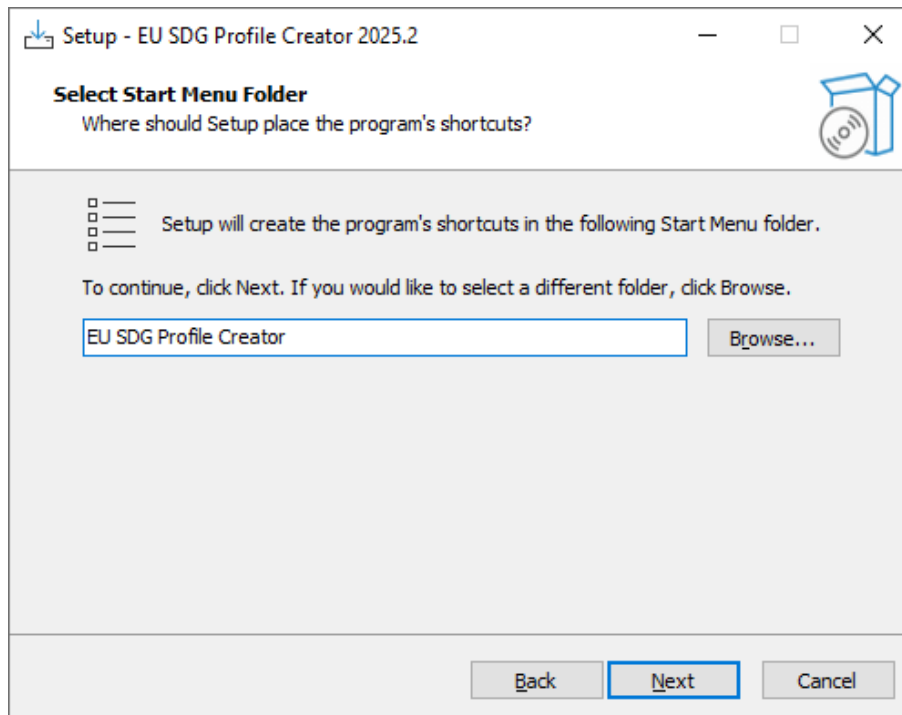 Setup - EU SDG Profile Creator 2025.2
Select Start Menu Folder
Where should Setup place the program's shortcuts?
Setup will create the program's shortcuts in the following Start Menu folder.
To continue, click Next. If you would like to select a different folder, click Browse.
EU SDG Profile Creator
Browse...
Back
Next
Cancel